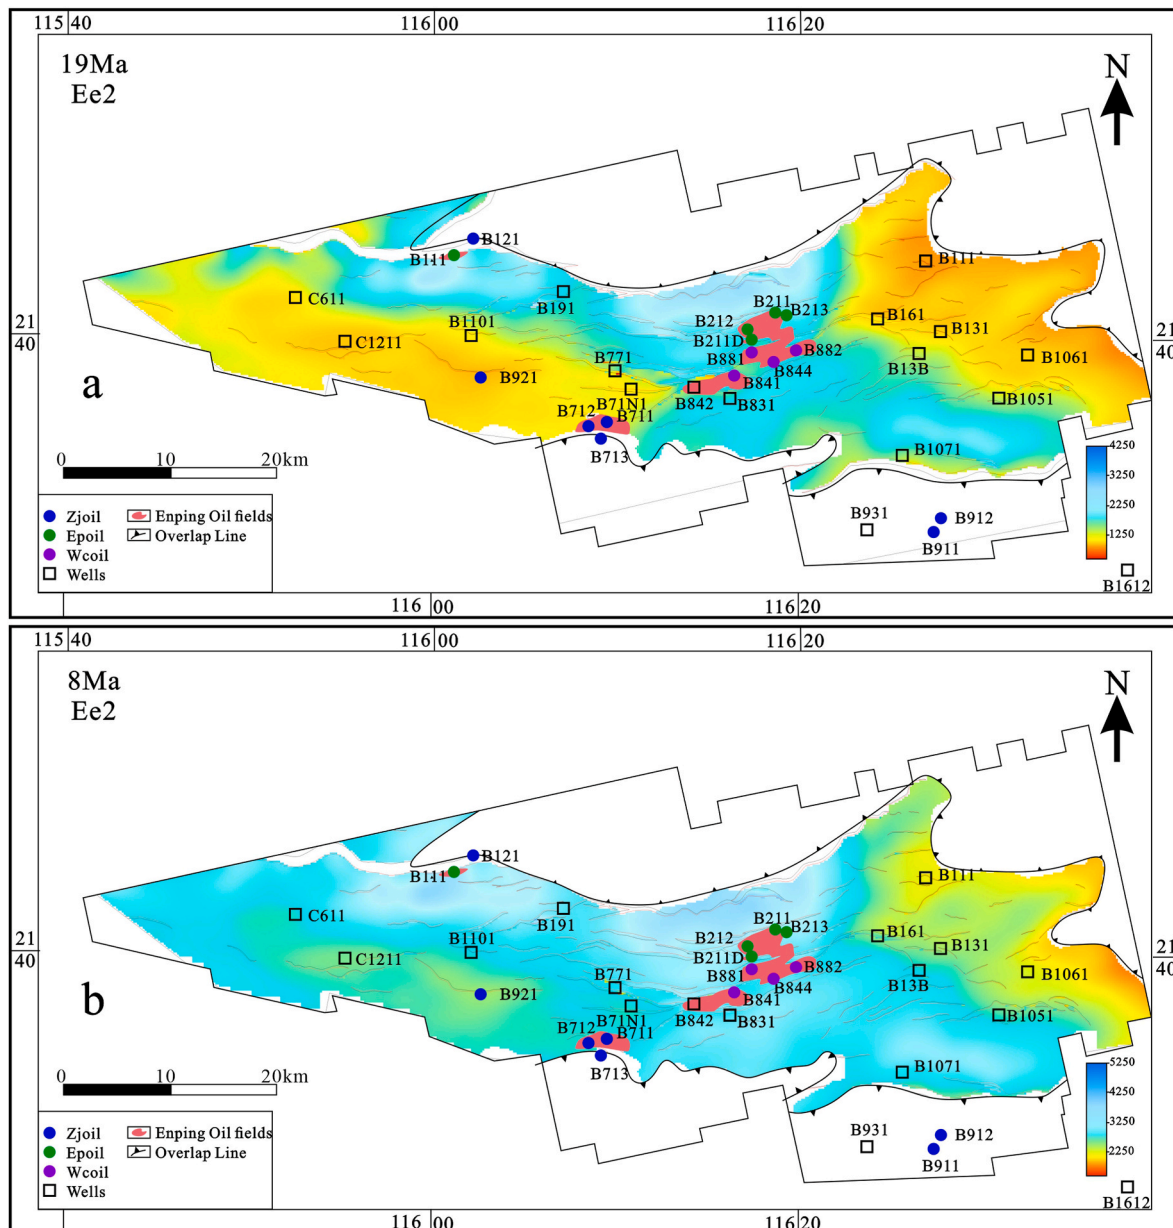 115 40
116 00
116 20
19Ma
Ee2
N
B121
B111
C611
B191
B1101
C1211
B921
B771
B71N1
B712
B711
B713
B211
B213
B212
B211D
B881
B882
B844
B841
B842
B831
B111
B161
B131
B13B
B1061
B1051
B1071
B931
B912
B911
B1612
21
40
21
40
a
0 10 20km
Zjoil
Enping Oil fields
Epoil
Overlap Line
Wcoil
Wells
4250
3250
2250
1250
116 00
116 20
115 40
116 00
116 20
8Ma
Ee2
N
B121
B111
C611
B191
B1101
C1211
B921
B771
B71N1
B712
B711
B713
B211
B213
B212
B211D
B881
B882
B844
B841
B842
B831
B111
B161
B131
B13B
B1061
B1051
B1071
B931
B912
B911
B1612
21
40
21
40
b
0 10 20km
Zjoil
Enping Oil fields
Epoil
Overlap Line
Wcoil
Wells
5250
4250
3250
2250
116 00
116 20